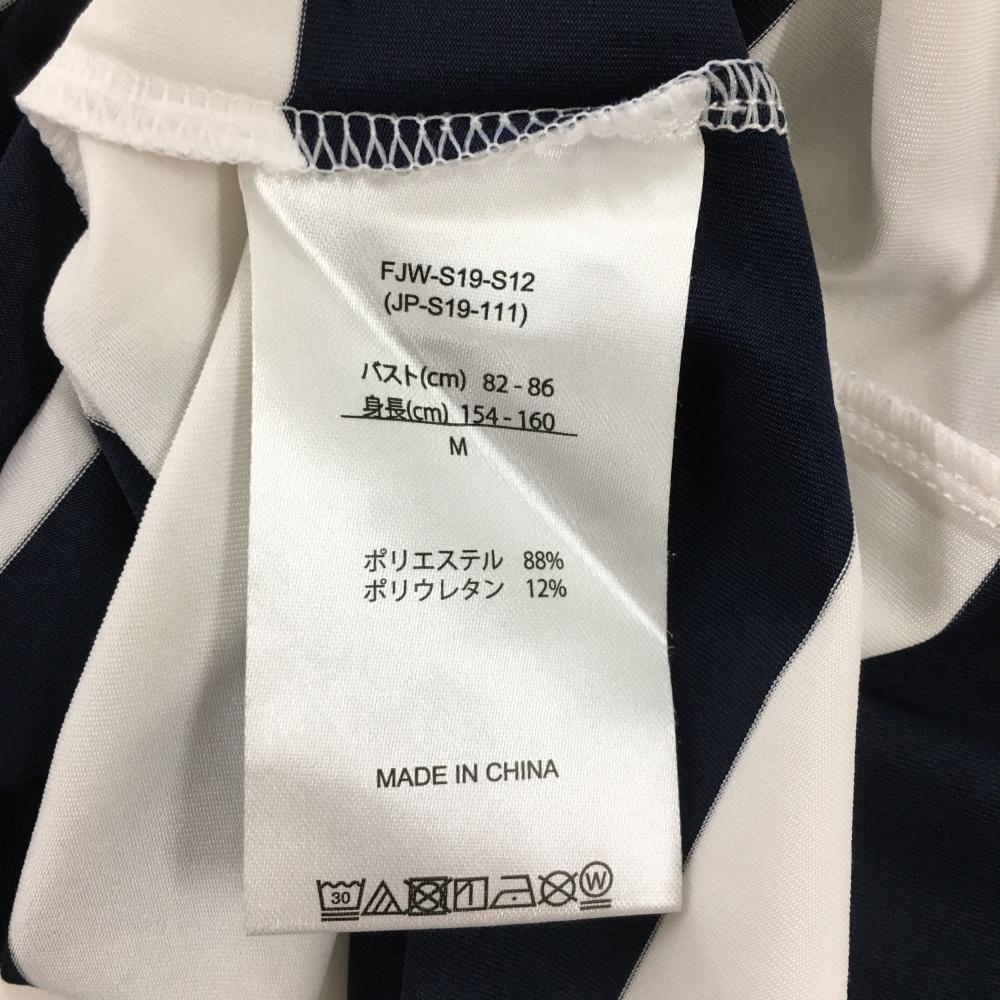 FJW-S19-S12
(JP-S19-111)
バスト(cm) 82 - 86
身長(cm) 154 - 160
M
ポリエステル 88%
ポリウレタン 12%
MADE IN CHINA
30 W